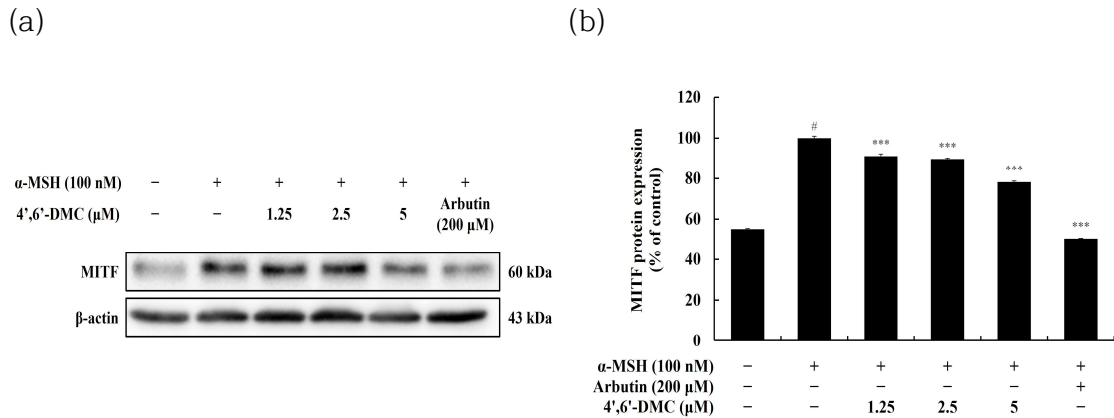 (a)
α-MSH (100 nM) − + + + + +
4',6'-DMC (μM) − − 1.25 2.5 5 Arbutin
(200 μM)
MITF 60 kDa
β-actin 43 kDa
(b)
MITF protein expression
(% of control)
120
100
80
60
40
20
0
#
***
***
***
***
α-MSH (100 nM) − + + + + +
Arbutin (200 μM) − − − − − +
4',6'-DMC (μM) − − 1.25 2.5 5 −